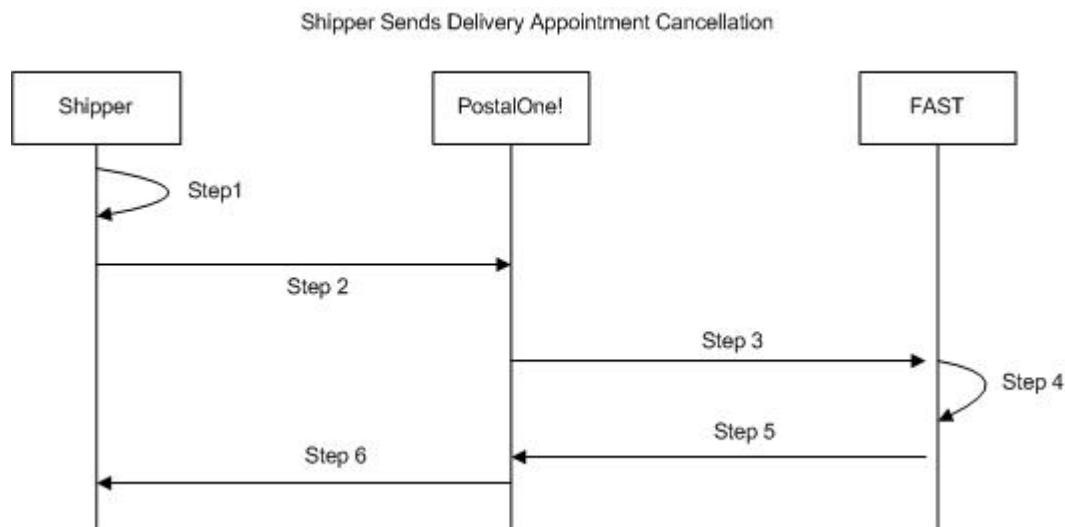 Shipper Sends Delivery Appointment Cancellation
Shipper
PostalOne!
FAST
Step1
Step 2
Step 3
Step 4
Step 5
Step 6